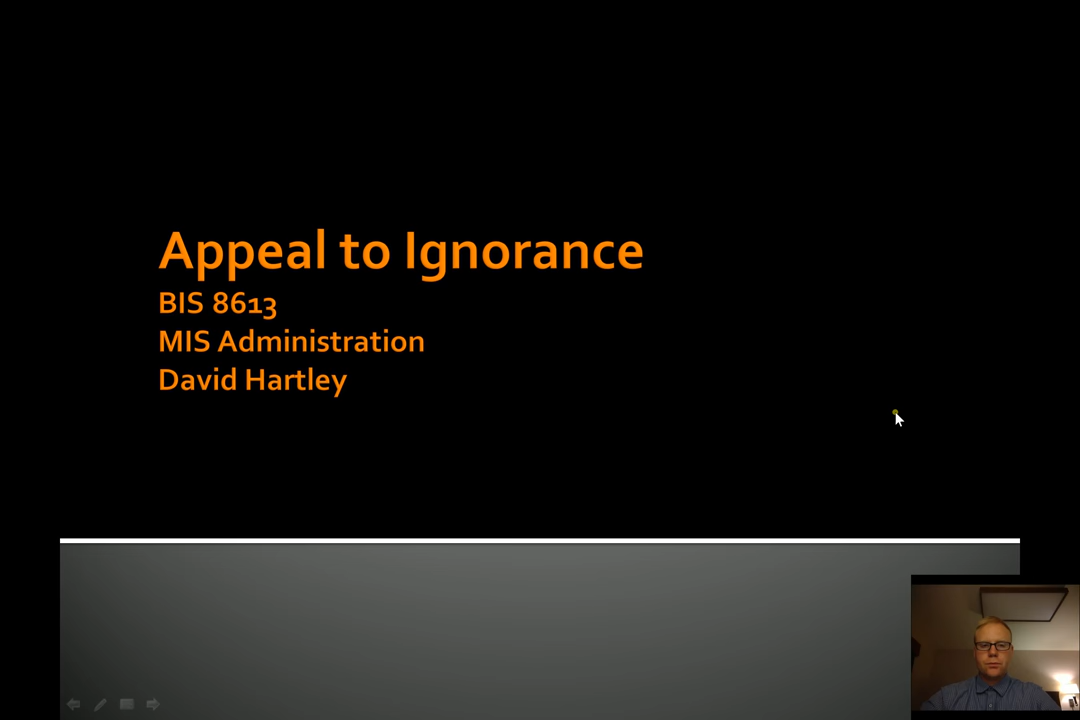 Appeal to Ignorance
BIS 8613
MIS Administration
David Hartley